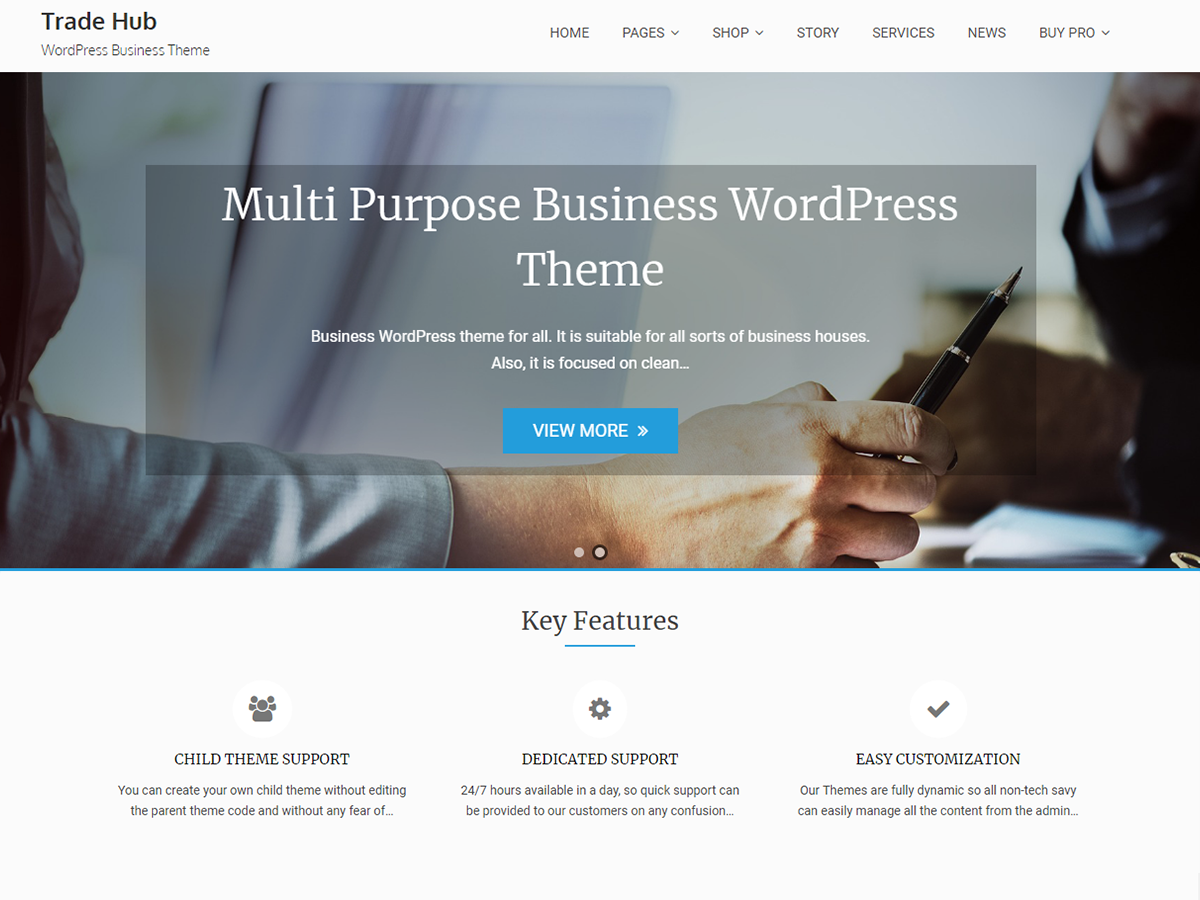 Trade Hub
WordPress Business Theme
HOME PAGES SHOP STORY SERVICES NEWS BUY PRO
Multi Purpose Business WordPress
Theme
Business WordPress theme for all. It is suitable for all sorts of business houses.
Also, it is focused on clean...
VIEW MORE »
Key Features
CHILD THEME SUPPORT
You can create your own child theme without editing
the parent theme code and without any fear of...
DEDICATED SUPPORT
24/7 hours available in a day, so quick support can
be provided to our customers on any confusion...
EASY CUSTOMIZATION
Our Themes are fully dynamic so all non-tech savy
can easily manage all the content from the admin...